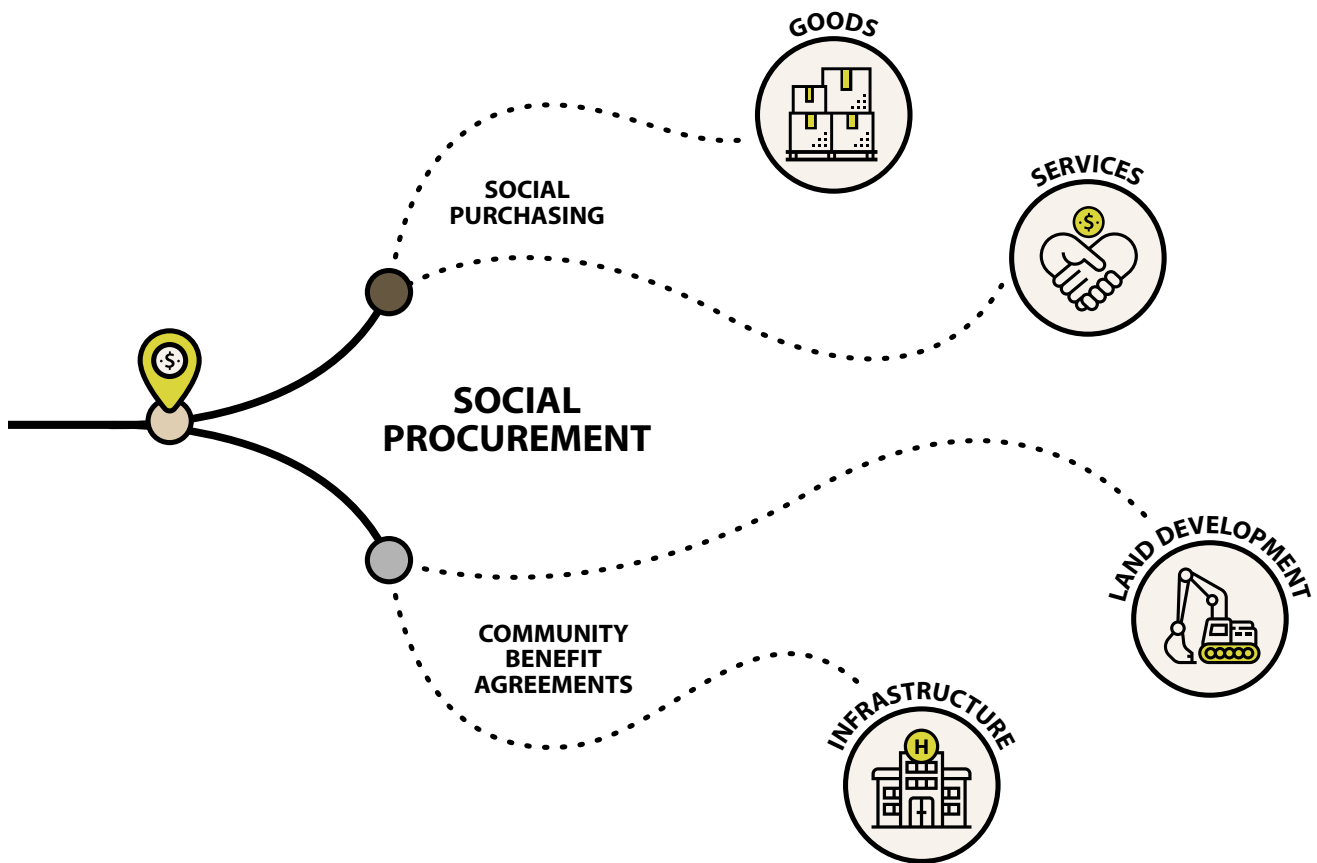 GOODS
SERVICES
SOCIAL
PURCHASING
$
$
SOCIAL
PROCUREMENT
LAND DEVELOPMENT
COMMUNITY
BENEFIT
AGREEMENTS
INFRASTRUCTURE
H